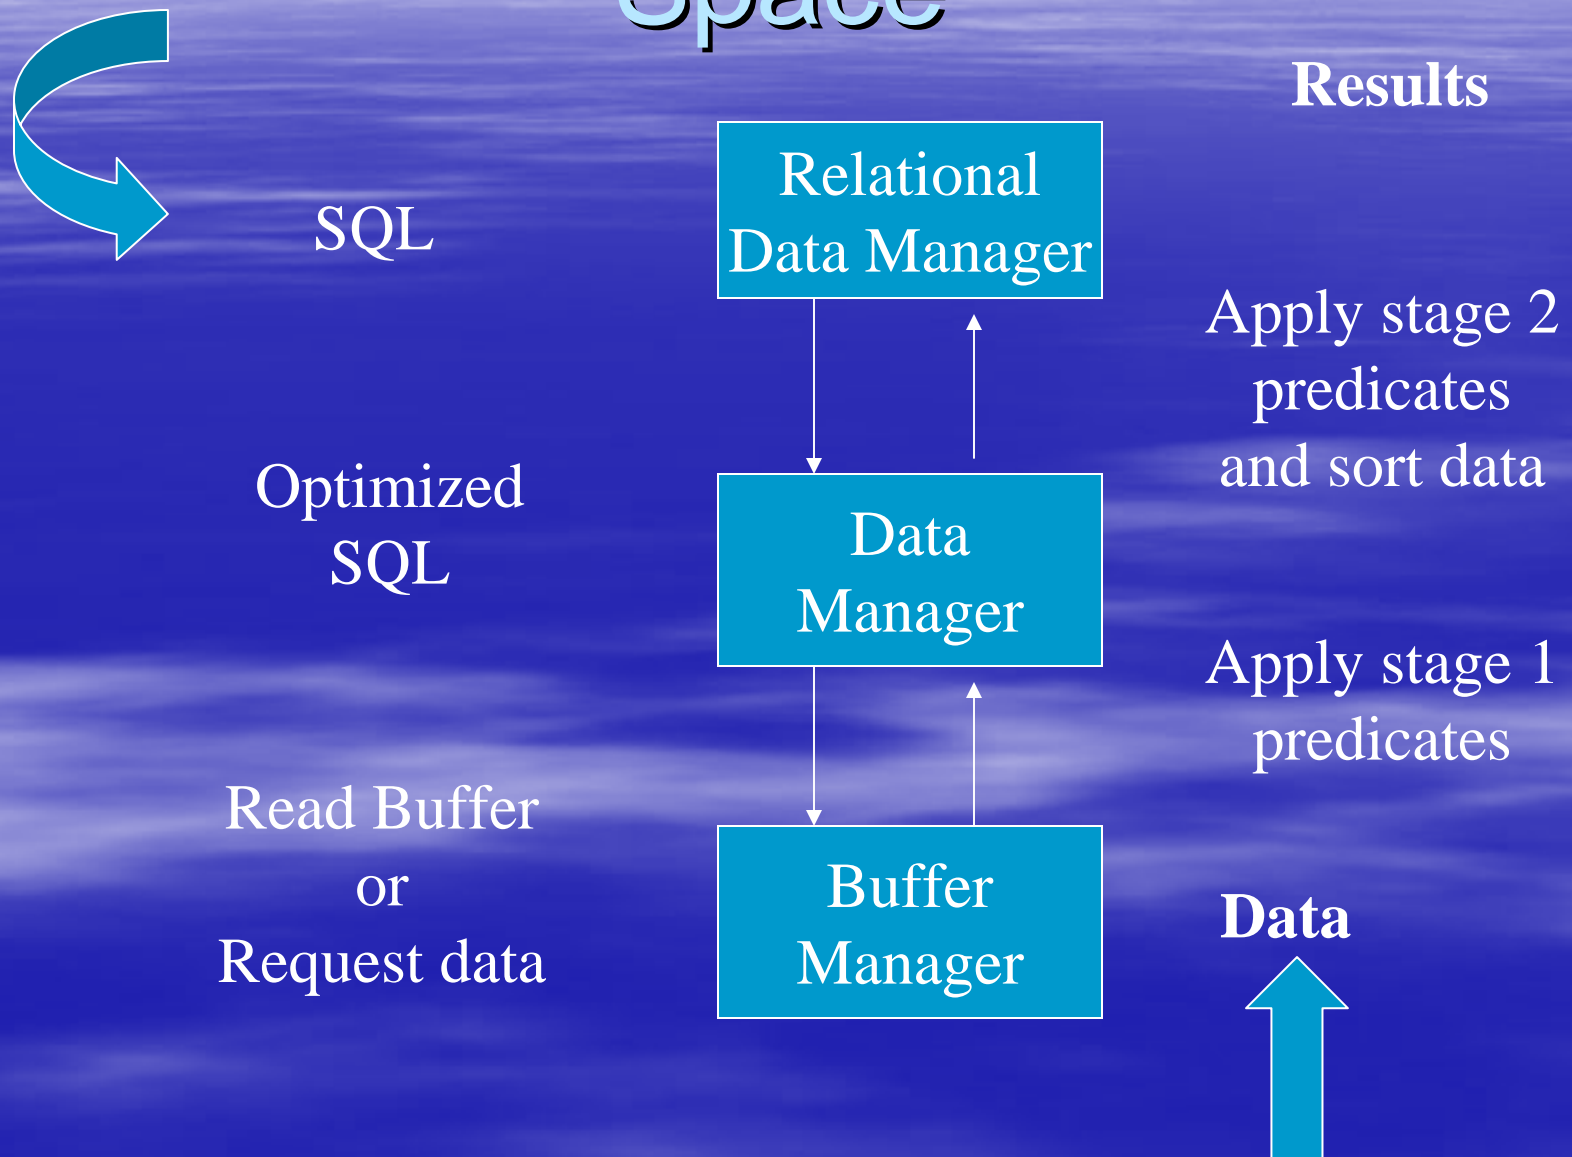 Space
Results
Relational
Data Manager
SQL
Apply stage 2
predicates
and sort data
Optimized
SQL
Data
Manager
Apply stage 1
predicates
Read Buffer
or
Request data
Buffer
Manager
Data